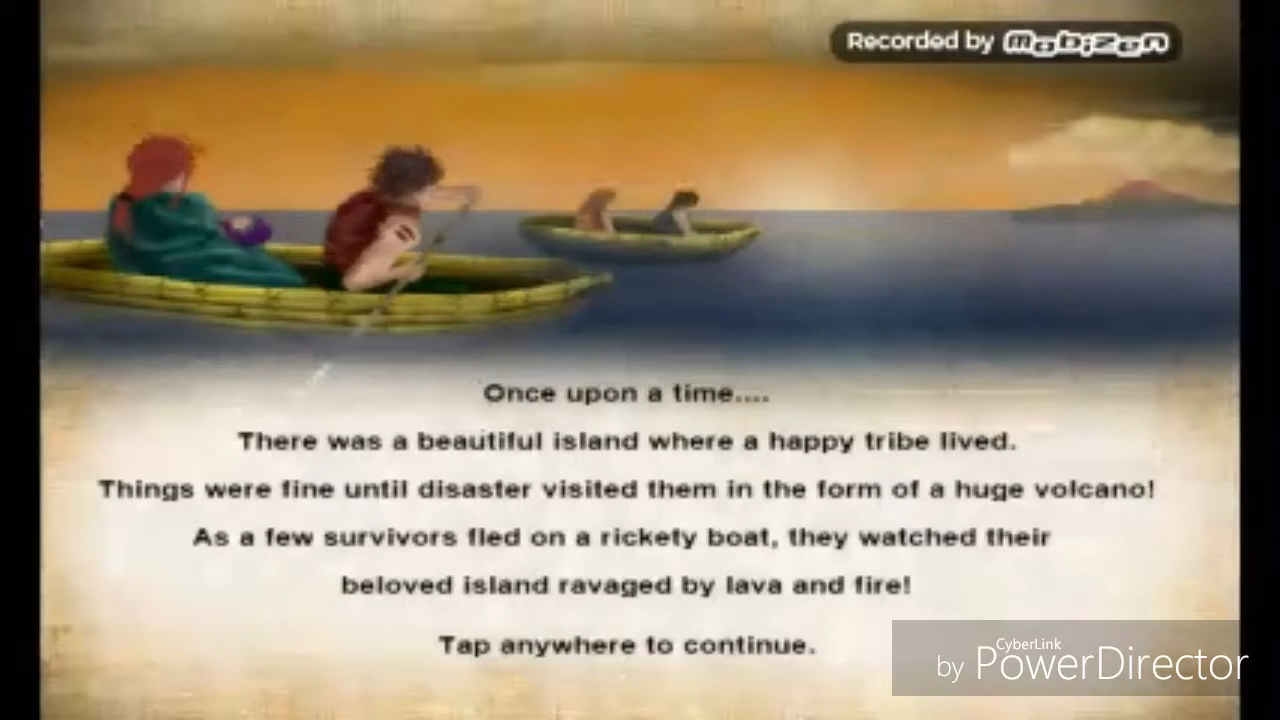 Recorded by Mobizen
Once upon a time....
There was a beautiful island where a happy tribe lived.
Things were fine until disaster visited them in the form of a huge volcano!
As a few survivors fled on a rickety boat, they watched their
beloved island ravaged by lava and fire!
Tap anywhere to continue.
CyberLink
by PowerDirector